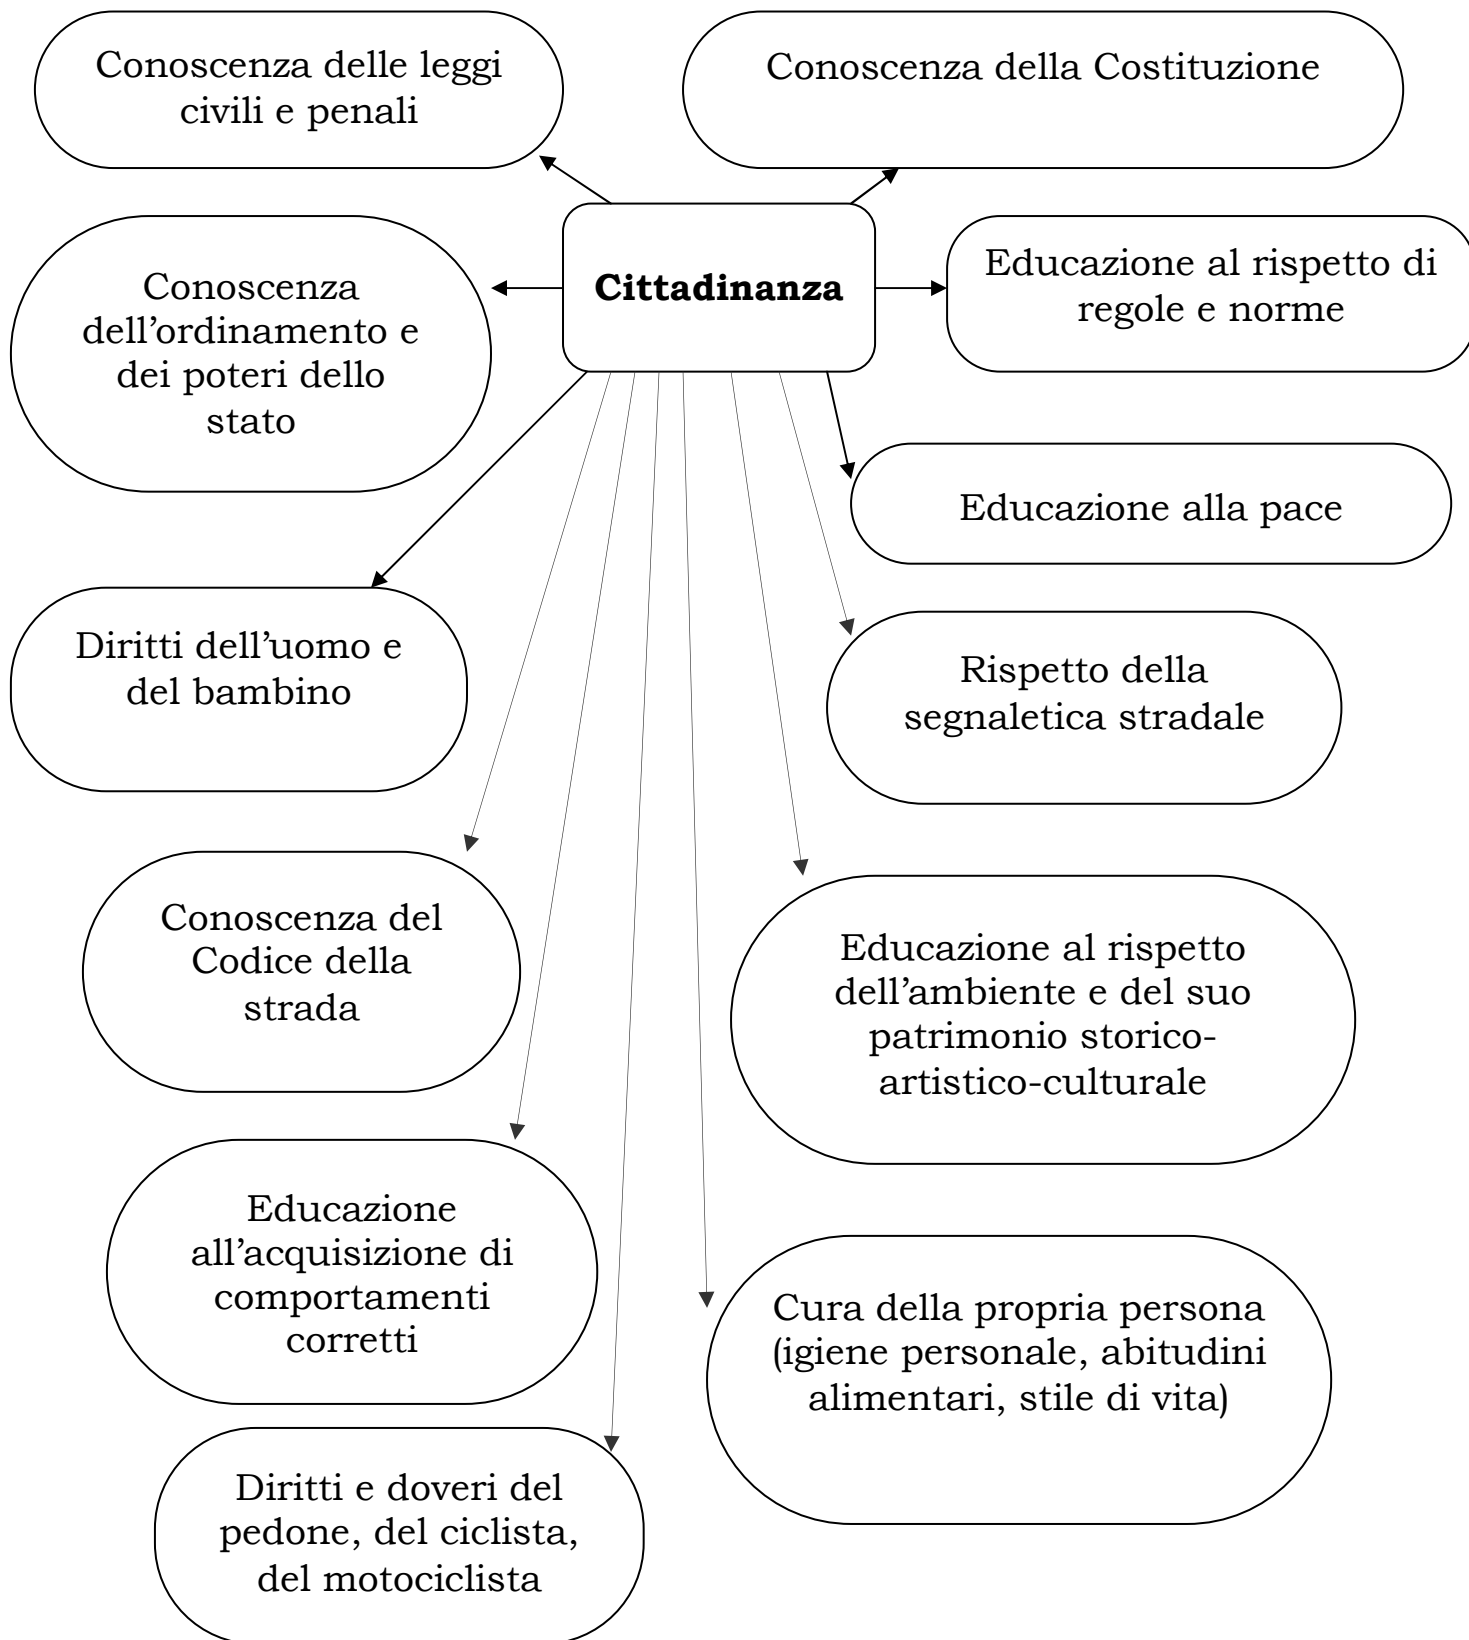 Conoscenza delle leggi
civili e penali
Conoscenza della Costituzione
Cittadinanza
Conoscenza
dell’ordinamento e
dei poteri dello
stato
Educazione al rispetto di
regole e norme
Educazione alla pace
Diritti dell’uomo e
del bambino
Rispetto della
segnaletica stradale
Conoscenza del
Codice della
strada
Educazione al rispetto
dell’ambiente e del suo
patrimonio storico-
artistico-culturale
Educazione
all’acquisizione di
comportamenti
corretti
Cura della propria persona
(igiene personale, abitudini
alimentari, stile di vita)
Diritti e doveri del
pedone, del ciclista,
del motociclista